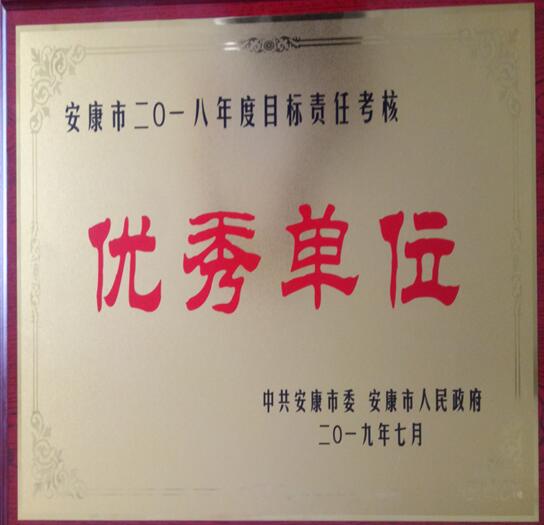 安康市二〇一八年度目标责任考核
优秀单位
中共安康市委 安康市人民政府
二〇一九年七月